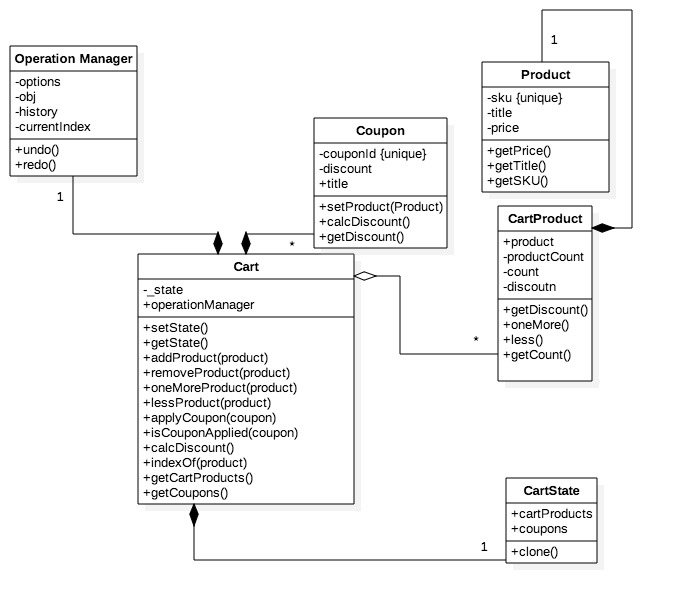 Operation Manager
-options
-obj
-history
-currentIndex
+undo()
+redo()
1
Coupon
-couponId {unique}
-discount
+title
+setProduct(Product)
+calcDiscount()
+getDiscount()
*
1
Product
-sku {unique}
-title
-price
+getPrice()
+getTitle()
+getSKU()
CartProduct
+product
-productCount
-count
-discoutn
+getDiscount()
+oneMore()
+less()
+getCount()
*
Cart
-_state
+operationManager
+setState()
+getState()
+addProduct(product)
+removeProduct(product)
+oneMoreProduct(product)
+lessProduct(product)
+applyCoupon(coupon)
+isCouponApplied(coupon)
+calcDiscount()
+indexOf(product)
+getCartProducts()
+getCoupons()
1
CartState
+cartProducts
+coupons
+clone()